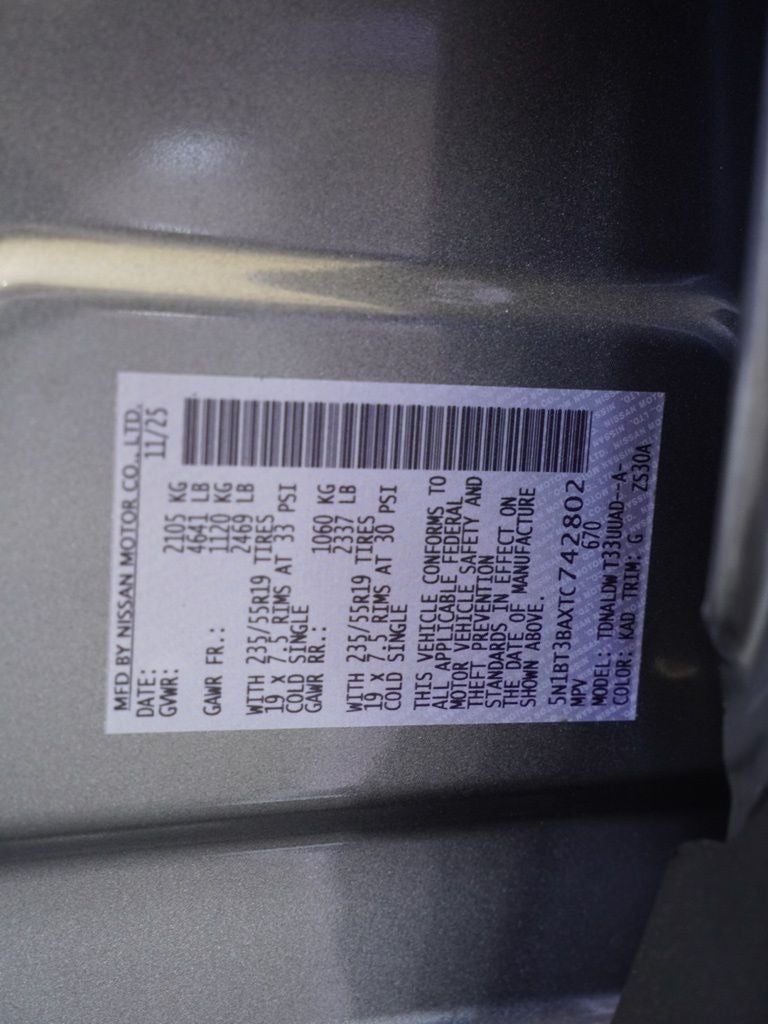 MFD BY NISSAN MOTOR CO., LTD.
DATE: 11/25
GVWR: 2105 KG
4641 LB
GAWR FR.: 1120 KG
2469 LB
WITH 235/55R19 TIRES
19 X 7.5 RIMS AT 33 PSI
COLD SINGLE
GAWR RR.: 1060 KG
2337 LB
WITH 235/55R19 TIRES
19 X 7.5 RIMS AT 30 PSI
COLD SINGLE
THIS VEHICLE CONFORMS TO
ALL APPLICABLE FEDERAL
MOTOR VEHICLE SAFETY AND
THEFT PREVENTION
STANDARDS IN EFFECT ON
THE DATE OF MANUFACTURE
SHOWN ABOVE.
5N1BT3BAXTC742802
MPV 670
MODEL: TDNALDW T33UUAD--A-
COLOR: KAD TRIM: G ZS30A